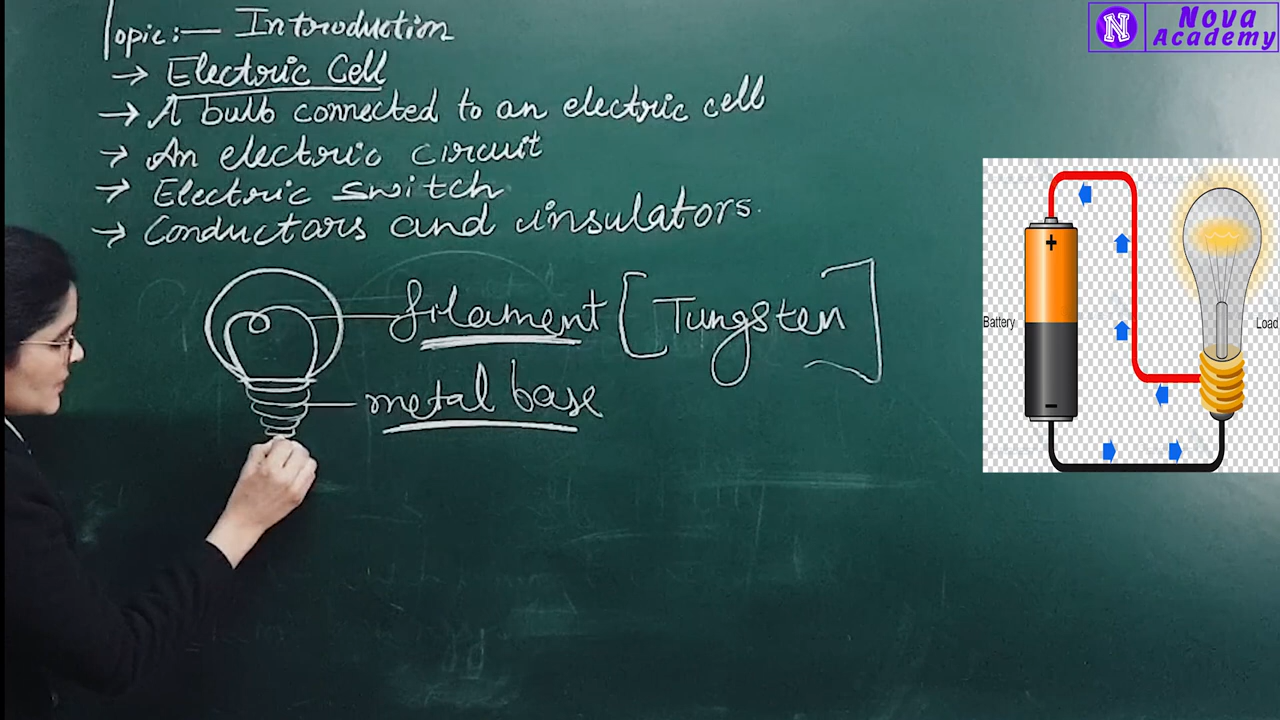 Topic:— Introduction
→ Electric Cell
→ A bulb connected to an electric cell
→ An electric circuit
→ Electric switch
→ Conductors and insulators.
filament [Tungsten]
metal base
N Nova Academy
Battery
+
-
Load